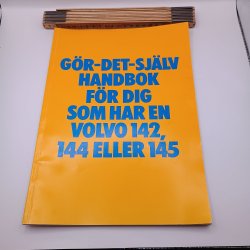 GÖR-DET-SJÄLV
HANDBOK
FÖR DIG
SOM HAR EN
VOLVO 142,
144 ELLER 145